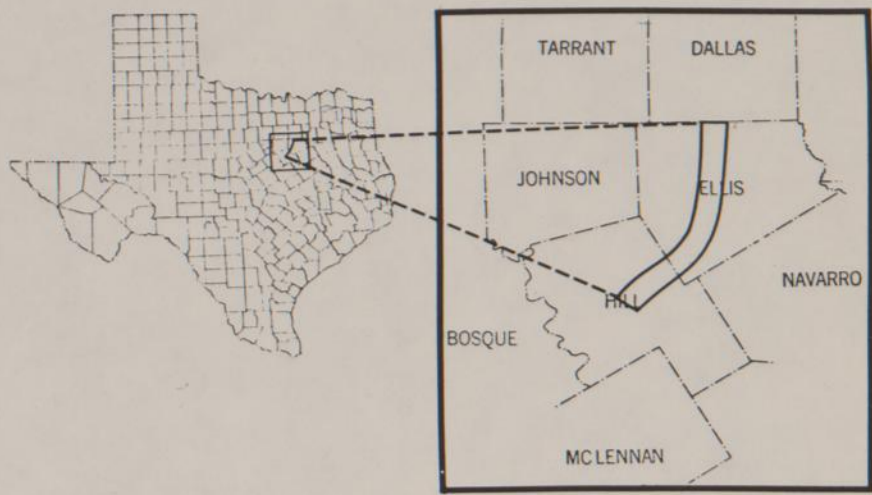 TARRANT
DALLAS
JOHNSON
ELLIS
NAVARRO
HILL
BOSQUE
MC LENNAN